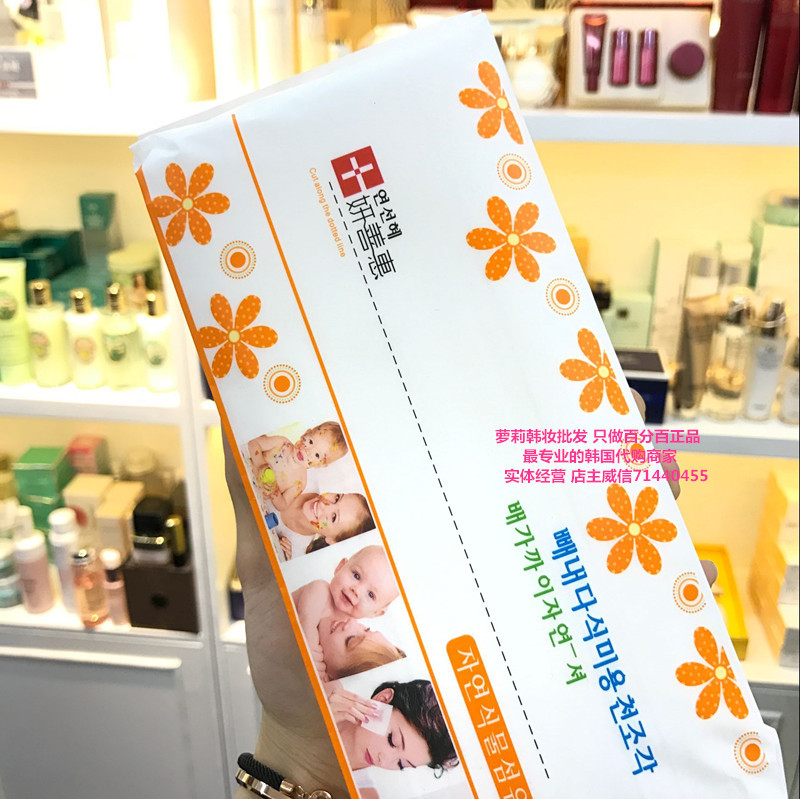 연선혜
妍善惠
Cut along the dotted line
萝莉韩妆批发 只做百分百正品
最专业的韩国代购商家
实体经营 店主威信71440455
빼내다식미용천조각
배가까이자연一셔
자연식물섬유